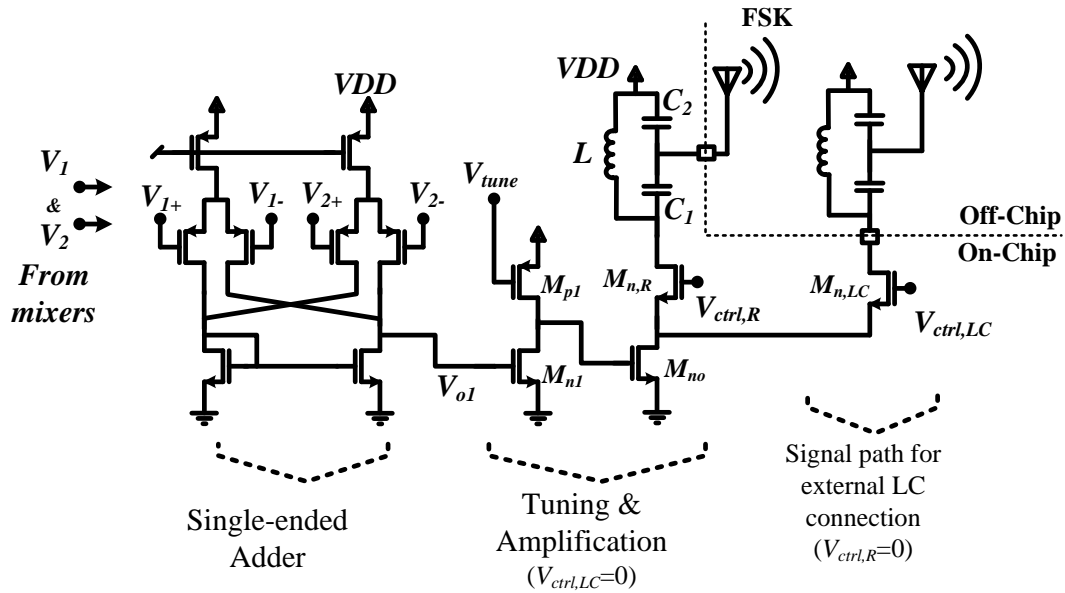 FSK
VDD
VDD
C2
L
C1
V1
&
V2
From
mixers
V1+
V1-
V2+
V2-
Vtune
Off-Chip
On-Chip
Mp1
Mn,R
Vctrl,R
Mn,LC
Vctrl,LC
Vo1
Mn1
Mno
Single-ended
Adder
Tuning &
Amplification
(Vctrl,LC=0)
Signal path for
external LC
connection
(Vctrl,R=0)